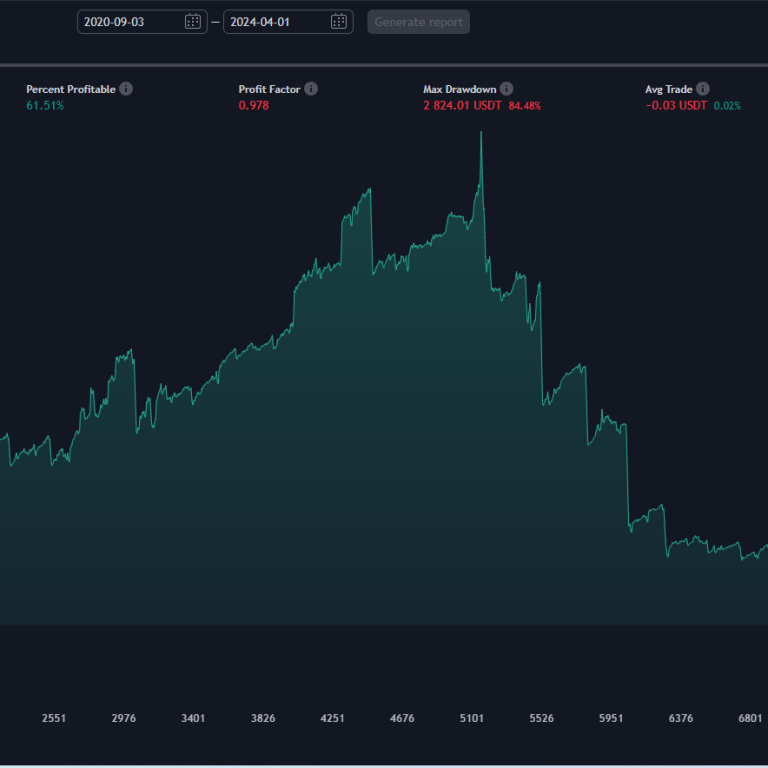 2020-09-03 — 2024-04-01 Generate report
Percent Profitable Profit Factor Max Drawdown Avg Trade
61.51% 0.978 2 824.01 USDT 84.48% −0.03 USDT 0.02%
2551 2976 3401 3826 4251 4676 5101 5526 5951 6376 6801